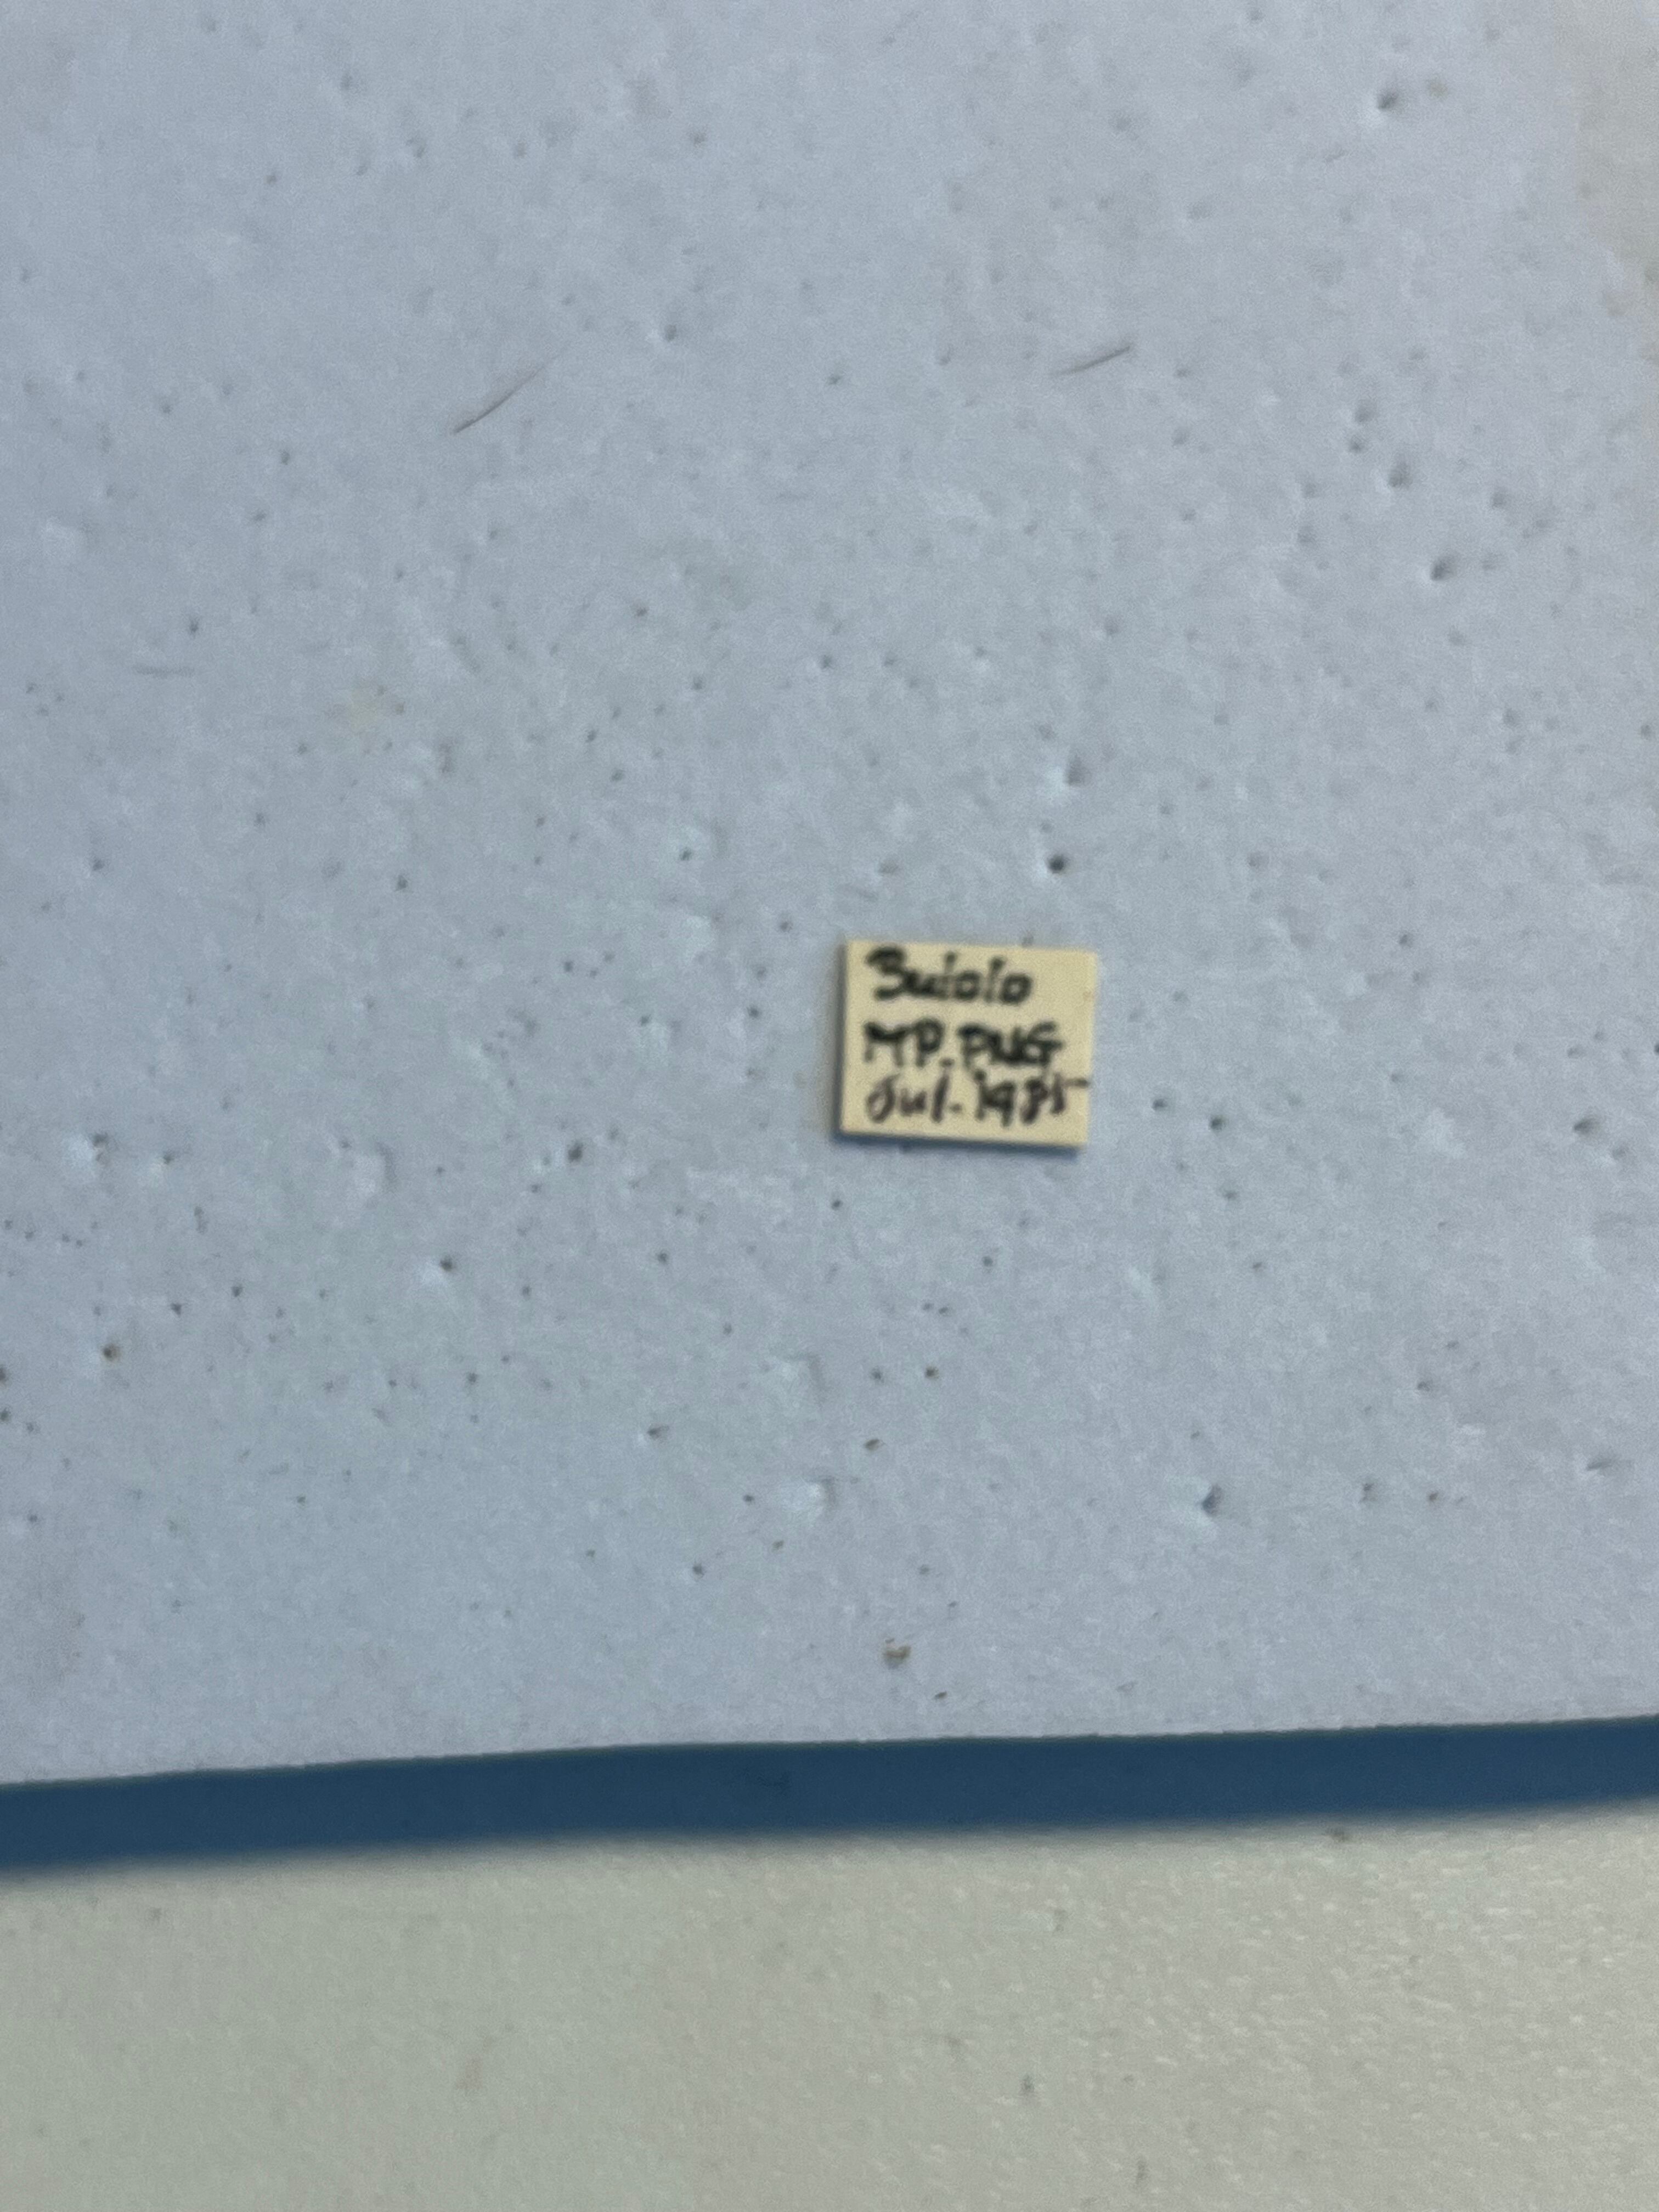 Bulolo
MP. PNG
Jul. 1985